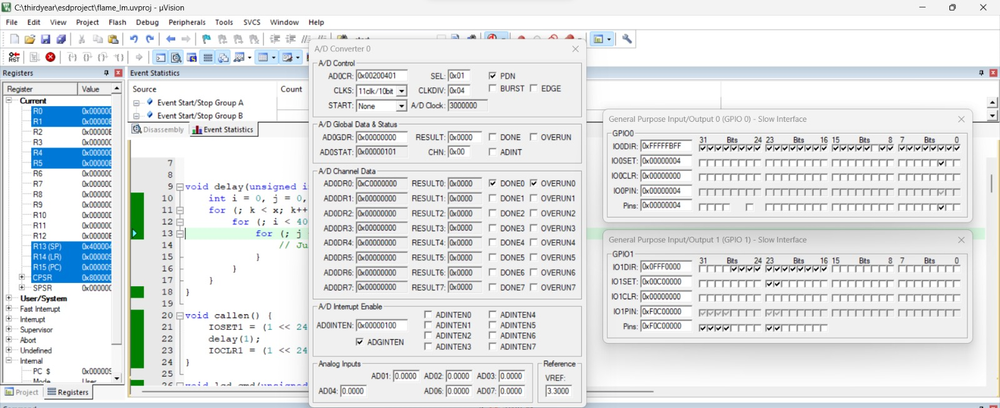 C:\thirdyear\esdproject\flame_lm.uvproj - µVision
File Edit View Project Flash Debug Peripherals Tools SVCS Window Help
RST
Registers
Register Value
Current
R0 0x000000
R1 0x00000E
R2 0x00000E
R3 0x000000
R4 0x000000
R5 0x000000
R6 0x000000
R7 0x000000
R8 0x000000
R9 0x000000
R10 0x00000D
R11 0x000000
R12 0x00000E
R13 (SP) 0x400004
R14 (LR) 0x000009
R15 (PC) 0x000009
CPSR 0x800000
SPSR 0x000000
User/System
Fast Interrupt
Interrupt
Supervisor
Abort
Undefined
Internal
PC $ 0x000009
Mode User
Project Registers
Event Statistics
Source Count
Event Start/Stop Group A
Event Start/Stop Group B
Disassembly Event Statistics
7
8
9 void delay(unsigned i
10 int i = 0, j = 0,
11 for (; k < x; k++
12 for (; i < 40
13 for (; j
14 // Ju
15 }
16 }
17 }
18 }
19
20 void callen() {
21 IOSET1 = (1 << 24
22 delay(1);
23 IOCLR1 = (1 << 24
24 }
25
26 void lcd_cmd(unsigned
A/D Converter 0
A/D Control
AD0CR: 0x00200401 SEL: 0x01 PDN
CLKS: 11clk/10bit CLKDIV: 0x04 BURST EDGE
START: None A/D Clock: 3000000
A/D Global Data & Status
AD0GDR: 0x00000000 RESULT: 0x0000 DONE OVERUN
AD0STAT: 0x00000101 CHN: 0x00 ADINT
A/D Channel Data
AD0DR0: 0xC0000000 RESULT0: 0x0000 DONE0 OVERUN0
AD0DR1: 0x00000000 RESULT1: 0x0000 DONE1 OVERUN1
AD0DR2: 0x00000000 RESULT2: 0x0000 DONE2 OVERUN2
AD0DR3: 0x00000000 RESULT3: 0x0000 DONE3 OVERUN3
AD0DR4: 0x00000000 RESULT4: 0x0000 DONE4 OVERUN4
AD0DR5: 0x00000000 RESULT5: 0x0000 DONE5 OVERUN5
AD0DR6: 0x00000000 RESULT6: 0x0000 DONE6 OVERUN6
AD0DR7: 0x00000000 RESULT7: 0x0000 DONE7 OVERUN7
A/D Interrupt Enable
ADINTEN0 ADINTEN4
AD0INTEN: 0x00000100 ADINTEN1 ADINTEN5
ADINTEN2 ADINTEN6
ADGINTEN ADINTEN3 ADINTEN7
Analog Inputs Reference
AD01: 0.0000 AD02: 0.0000 AD03: 0.0000 VREF:
AD04: 0.0000 AD06: 0.0000 AD07: 0.0000 3.3000
General Purpose Input/Output 0 (GPIO 0) - Slow Interface
GPIO0
31 Bits 24 23 Bits 16 15 Bits 8 7 Bits 0
IO0DIR: 0xFFFFFBFF
IO0SET: 0x00000004
IO0CLR: 0x00000000
IO0PIN: 0x00000004
Pins: 0x00000004
General Purpose Input/Output 1 (GPIO 1) - Slow Interface
GPIO1
31 Bits 24 23 Bits 16 15 Bits 8 7 Bits 0
IO1DIR: 0x0FFF0000
IO1SET: 0x00C00000
IO1CLR: 0x00000000
IO1PIN: 0xF0C00000
Pins: 0xF0C00000